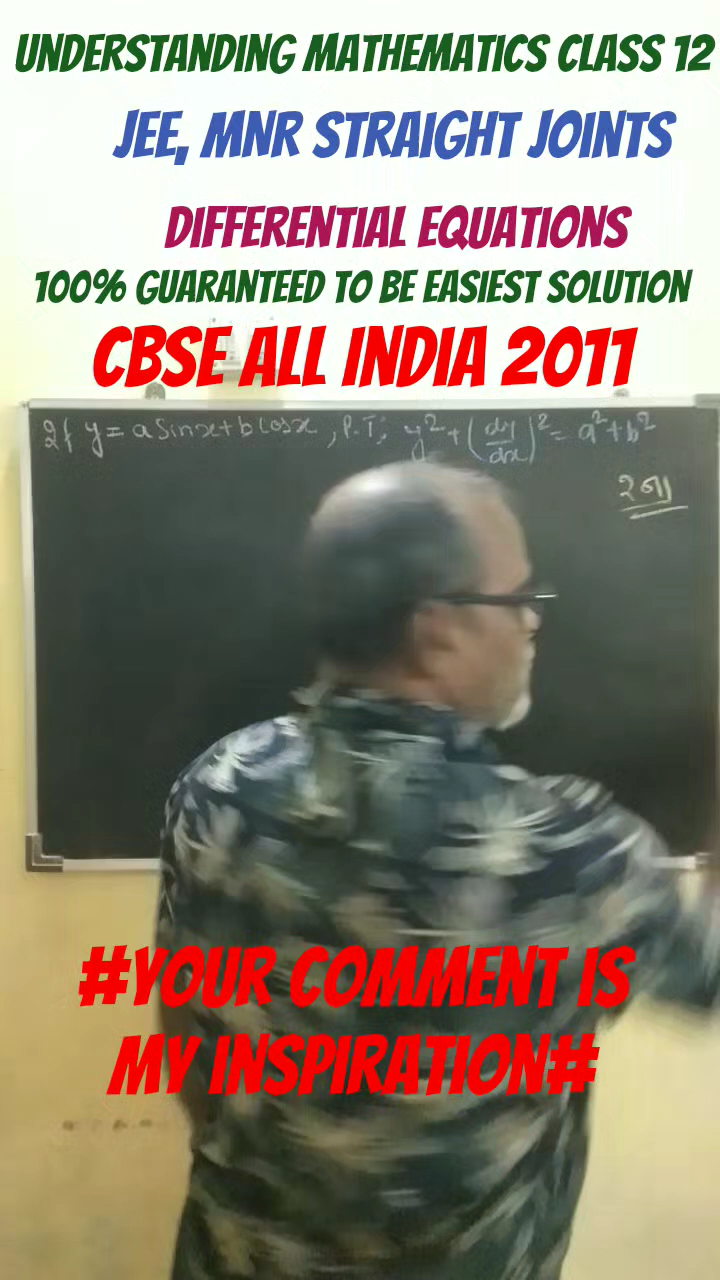 UNDERSTANDING MATHEMATICS CLASS 12
JEE, MNR STRAIGHT JOINTS
DIFFERENTIAL EQUATIONS
100% GUARANTEED TO BE EASIEST SOLUTION
CBSE ALL INDIA 2011
If y = a Sinx + b Cosx , P.T; y² + (dy/dx)² = a² + b²
#YOUR COMMENT IS
MY INSPIRATION#